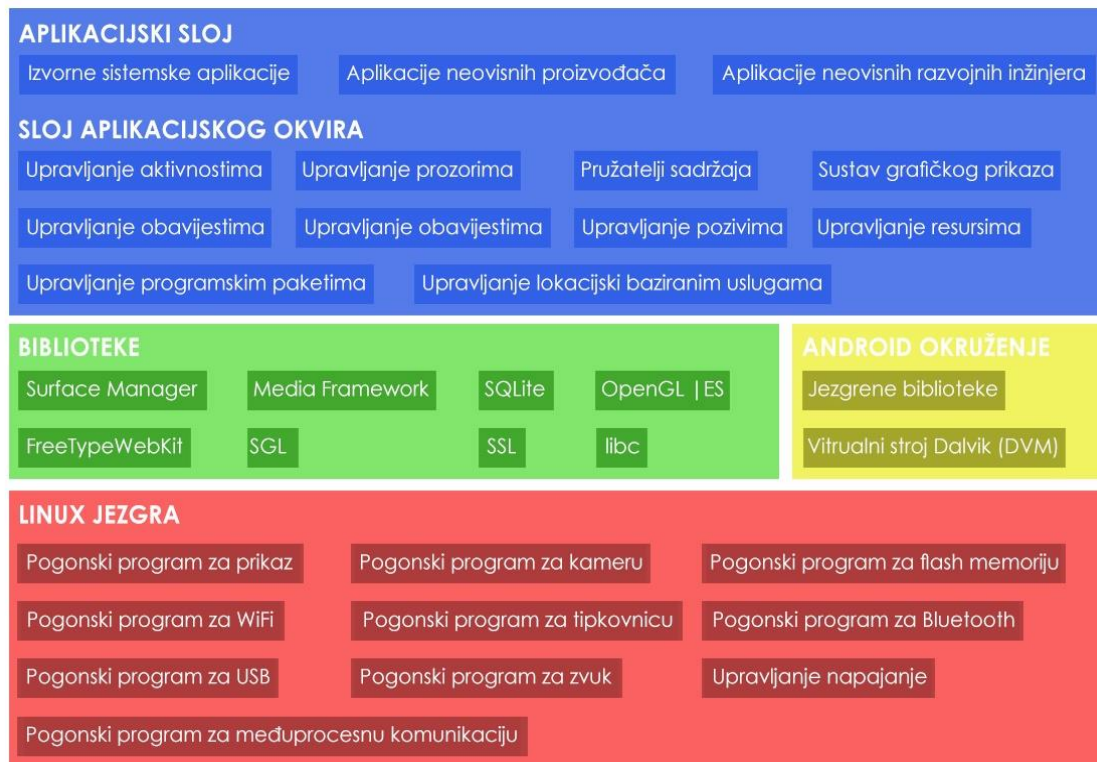 APLIKACIJSKI SLOJ
Izvorne sistemske aplikacije Aplikacije neovisnih proizvođača Aplikacije neovisnih razvojnih inžinjera
SLOJ APLIKACIJSKOG OKVIRA
Upravljanje aktivnostima Upravljanje prozorima Pružatelji sadržaja Sustav grafičkog prikaza
Upravljanje obavijestima Upravljanje obavijestima Upravljanje pozivima Upravljanje resursima
Upravljanje programskim paketima Upravljanje lokacijski baziranim uslugama
BIBLIOTEKE
Surface Manager Media Framework SQLite OpenGL |ES
FreeTypeWebKit SGL SSL libc
ANDROID OKRUŽENJE
Jezgrene biblioteke
Vitrualni stroj Dalvik (DVM)
LINUX JEZGRA
Pogonski program za prikaz Pogonski program za kameru Pogonski program za flash memoriju
Pogonski program za WiFi Pogonski program za tipkovnicu Pogonski program za Bluetooth
Pogonski program za USB Pogonski program za zvuk Upravljanje napajanje
Pogonski program za međuprocesnu komunikaciju